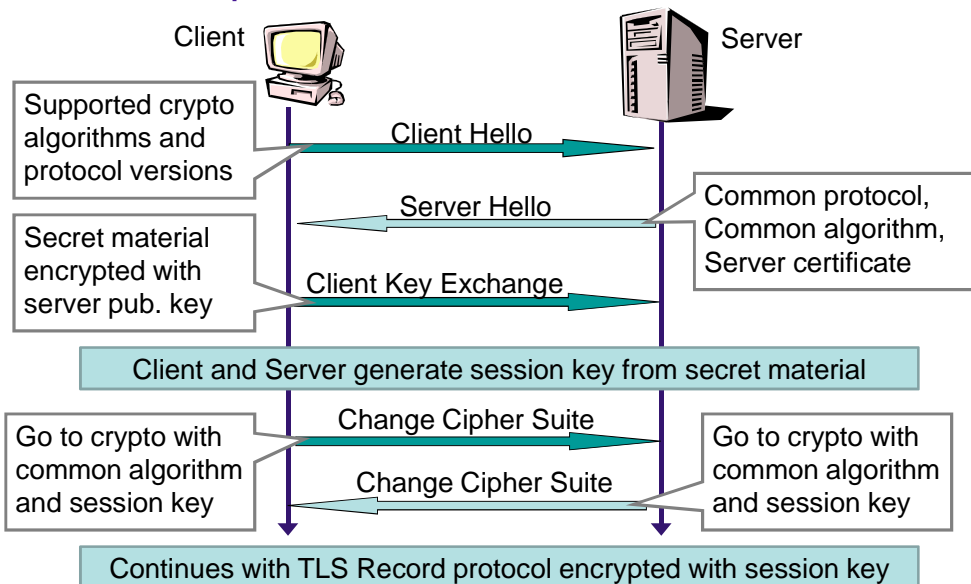 Client
Server
Supported crypto
algorithms and
protocol versions
Client Hello
Server Hello
Common protocol,
Common algorithm,
Server certificate
Secret material
encrypted with
server pub. key
Client Key Exchange
Client and Server generate session key from secret material
Go to crypto with
common algorithm
and session key
Change Cipher Suite
Change Cipher Suite
Go to crypto with
common algorithm
and session key
Continues with TLS Record protocol encrypted with session key